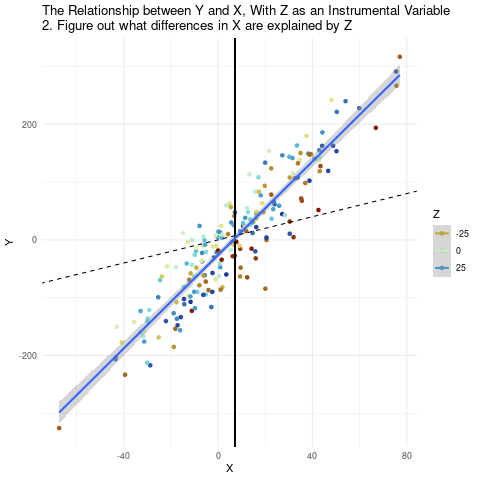 The Relationship between Y and X, With Z as an Instrumental Variable
2. Figure out what differences in X are explained by Z
200
0
-200
Y
-40
0
40
80
X
Z
-25
0
25